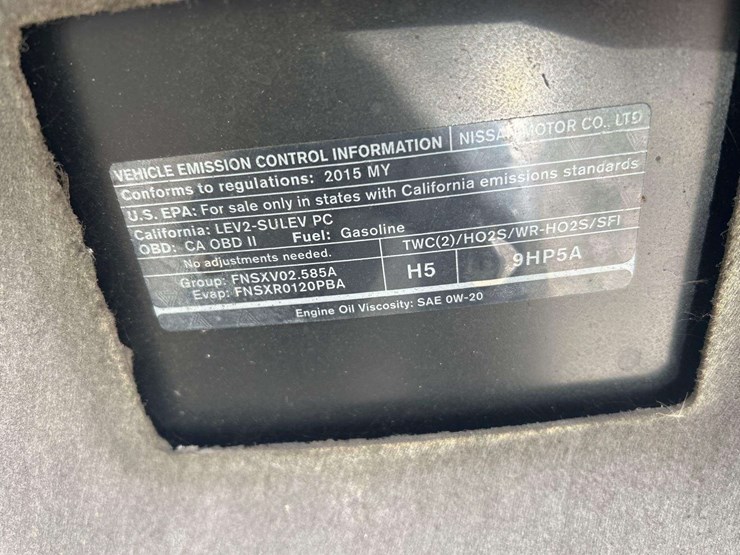 VEHICLE EMISSION CONTROL INFORMATION NISSAN MOTOR CO., LTD
Conforms to regulations: 2015 MY
U.S. EPA: For sale only in states with California emissions standards
California: LEV2-SULEV PC
OBD: CA OBD II Fuel: Gasoline
No adjustments needed. TWC(2)/HO2S/WR-HO2S/SFI
Group: FNSXV02.585A H5 9HP5A
Evap: FNSXR0120PBA
Engine Oil Viscosity: SAE 0W-20